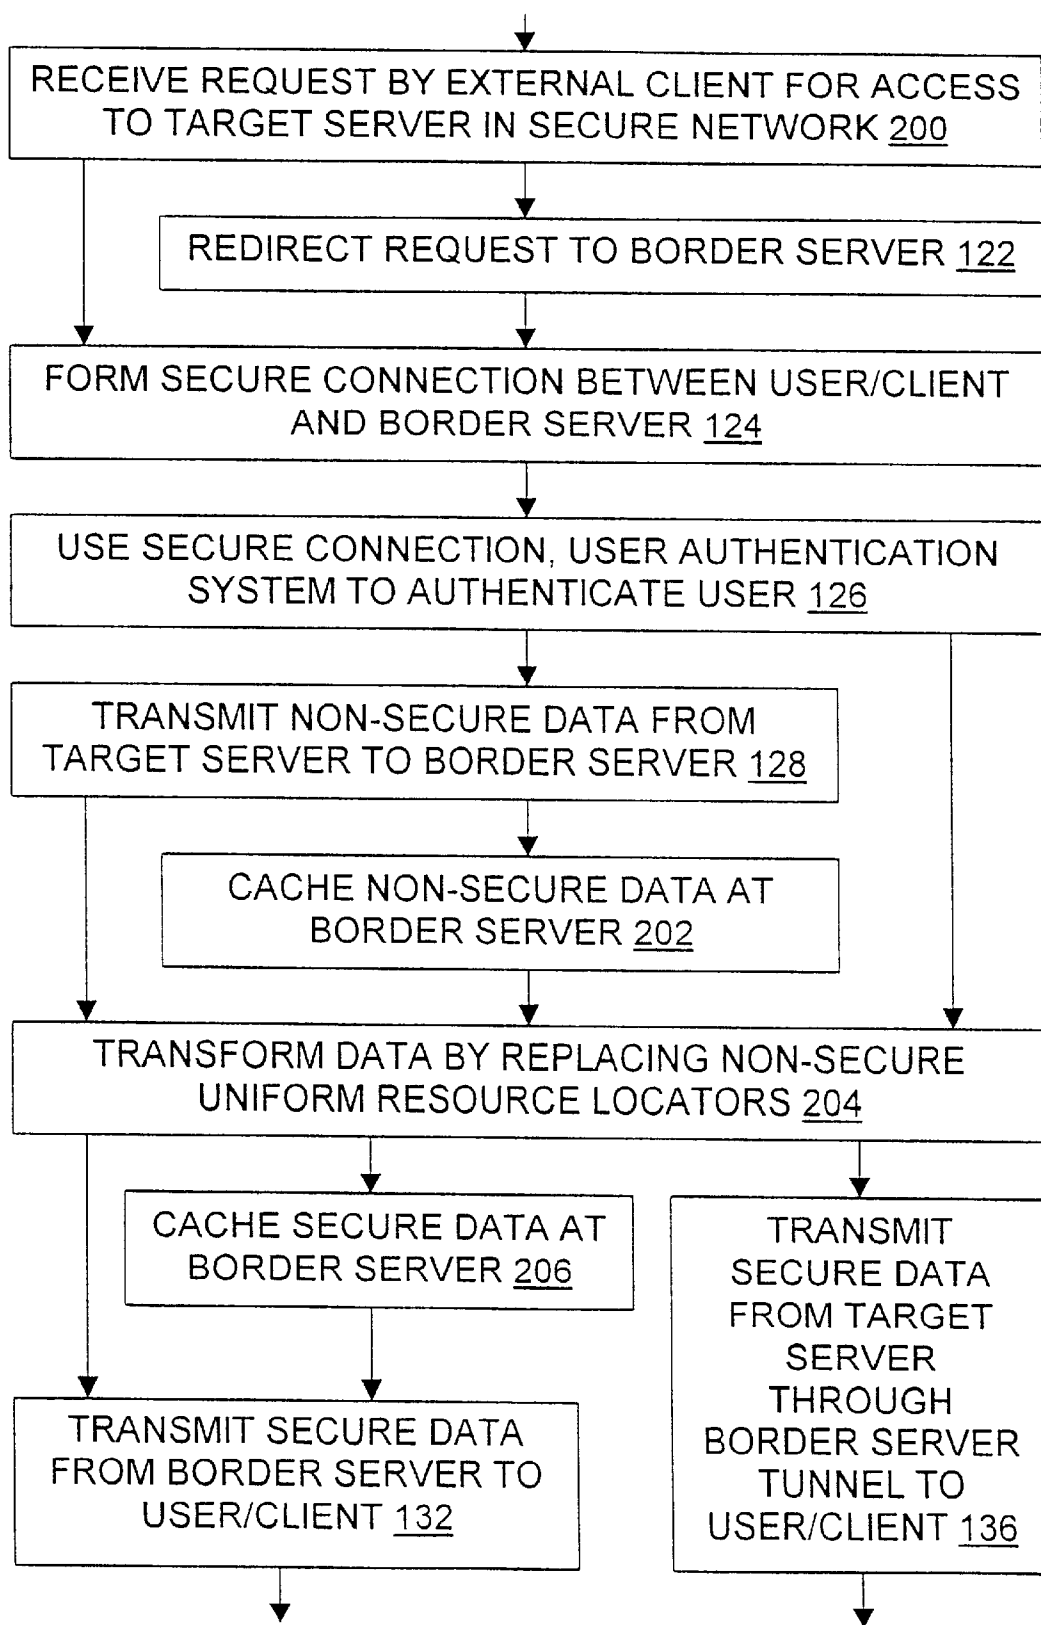 RECEIVE REQUEST BY EXTERNAL CLIENT FOR ACCESS
TO TARGET SERVER IN SECURE NETWORK 200
REDIRECT REQUEST TO BORDER SERVER 122
FORM SECURE CONNECTION BETWEEN USER/CLIENT
AND BORDER SERVER 124
USE SECURE CONNECTION, USER AUTHENTICATION
SYSTEM TO AUTHENTICATE USER 126
TRANSMIT NON-SECURE DATA FROM
TARGET SERVER TO BORDER SERVER 128
CACHE NON-SECURE DATA AT
BORDER SERVER 202
TRANSFORM DATA BY REPLACING NON-SECURE
UNIFORM RESOURCE LOCATORS 204
CACHE SECURE DATA AT
BORDER SERVER 206
TRANSMIT SECURE DATA
FROM BORDER SERVER TO
USER/CLIENT 132
TRANSMIT
SECURE DATA
FROM TARGET
SERVER
THROUGH
BORDER SERVER
TUNNEL TO
USER/CLIENT 136